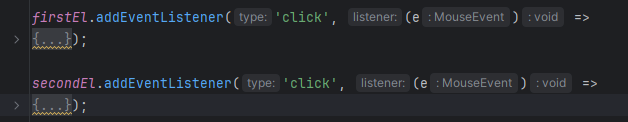 firstEl.addEventListener( type: 'click', listener: (e : MouseEvent ) : void =>
{...});
secondEl.addEventListener( type: 'click', listener: (e : MouseEvent ) : void =>
{...});